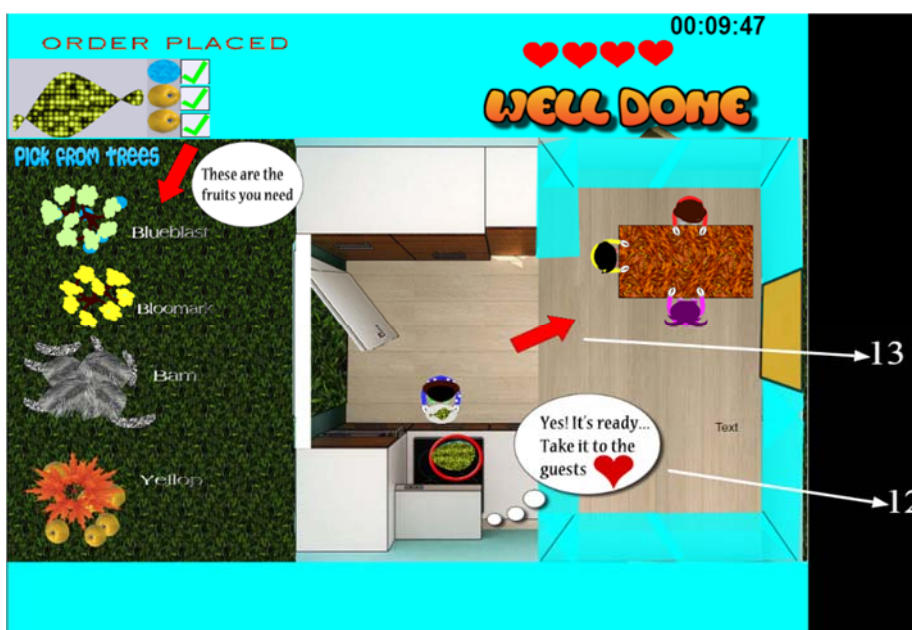 00:09:47
ORDER PLACED
WELL DONE
PICK FROM TREES
These are the
fruits you need
Blueblast
Bloomark
Bam
Yellop
13
Yes! It's ready...
Take it to the
guests
Text
12